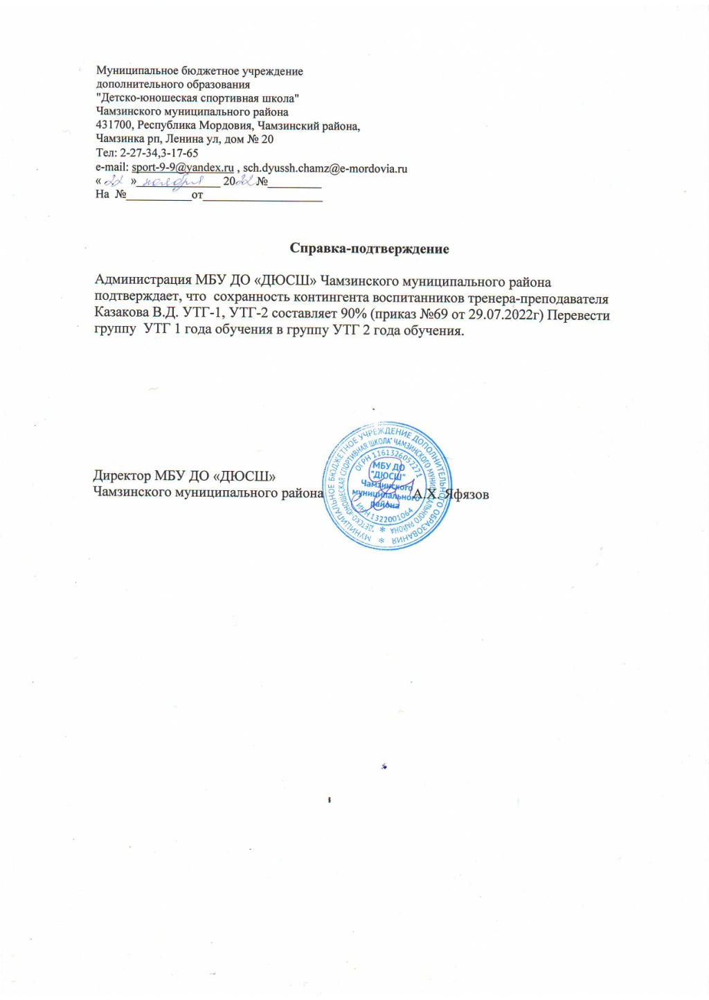 Муниципальное бюджетное учреждение
дополнительного образования
"Детско-юношеская спортивная школа"
Чамзинского муниципального района
431700, Республика Мордовия, Чамзинский района,
Чамзинка рп, Ленина ул, дом № 20
Тел: 2-27-34,3-17-65
e-mail: sport-9-9@yandex.ru , sch.dyussh.chamz@e-mordovia.ru
« 22 » ноября 2022 №_________
На №___________от____________________
Справка-подтверждение
Администрация МБУ ДО «ДЮСШ» Чамзинского муниципального района
подтверждает, что сохранность контингента воспитанников тренера-преподавателя
Казакова В.Д. УТГ-1, УТГ-2 составляет 90% (приказ №69 от 29.07.2022г) Перевести
группу УТГ 1 года обучения в группу УТГ 2 года обучения.
Директор МБУ ДО «ДЮСШ»
Чамзинского муниципального района А.Х. Яфязов
МУНИЦИПАЛЬНОЕ БЮДЖЕТНОЕ УЧРЕЖДЕНИЕ ДОПОЛНИТЕЛЬНОГО ОБРАЗОВАНИЯ *
"ДЕТСКО-ЮНОШЕСКАЯ СПОРТИВНАЯ ШКОЛА" ЧАМЗИНСКОГО МУНИЦИПАЛЬНОГО РАЙОНА *
ОГРН 1161326052271
МБУ ДО
"ДЮСШ"
Чамзинского
муниципального
района
ИНН 1322001064